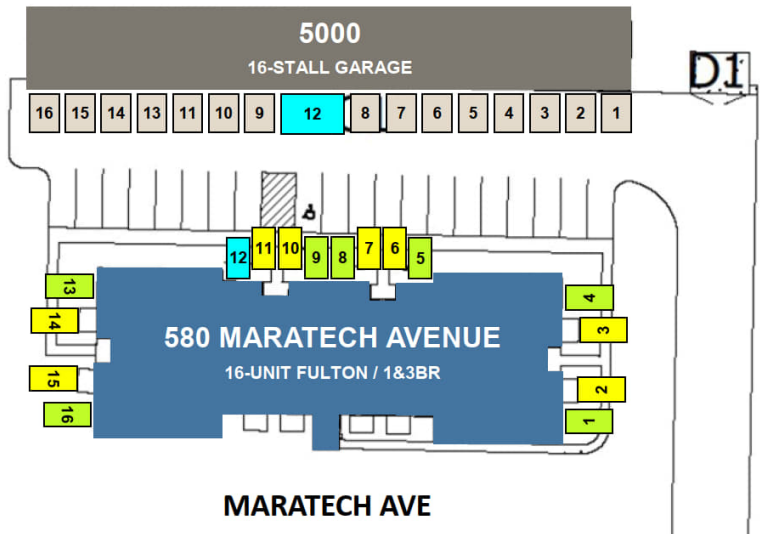 5000
16-STALL GARAGE
D1
16 15 14 13 11 10 9 12 8 7 6 5 4 3 2 1
12 11 10 9 8 7 6 5
13
4
14
3
580 MARATECH AVENUE
16-UNIT FULTON / 1&3BR
15
2
16
1
MARATECH AVE